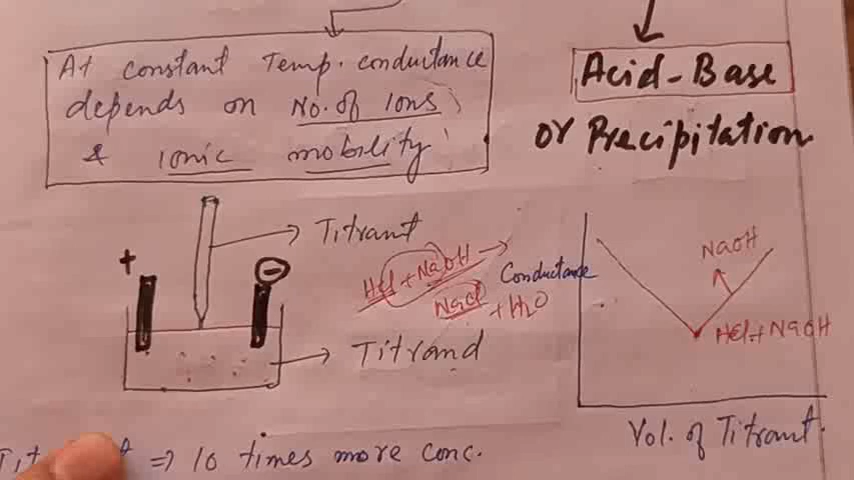 At constant Temp. conductance
depends on No. of Ions
& ionic mobility
Acid-Base
or Precipitation
+
Titrant
−
HCl + NaOH →
NaCl + H2O
Titrand
Conductance
NaOH
HCl + NaOH
Vol. of Titrant.
⇒ 10 times more conc.